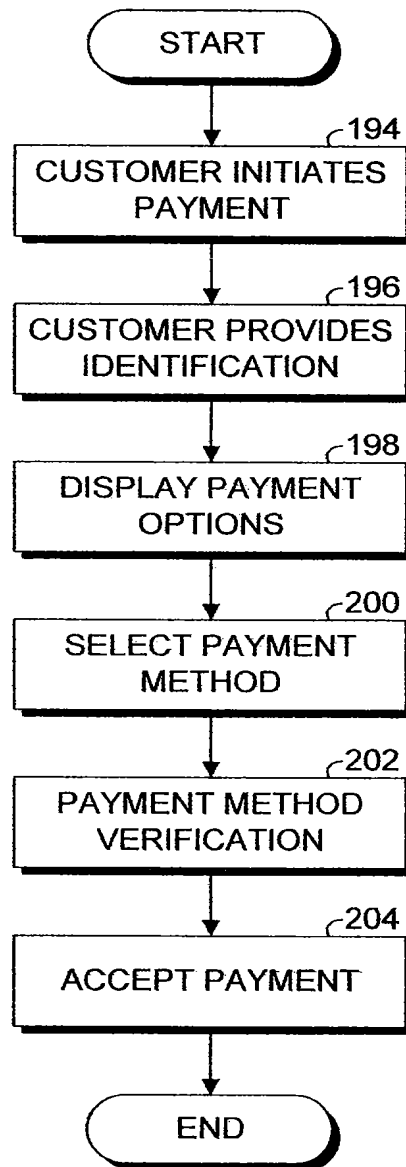 START
194
CUSTOMER INITIATES
PAYMENT
196
CUSTOMER PROVIDES
IDENTIFICATION
198
DISPLAY PAYMENT
OPTIONS
200
SELECT PAYMENT
METHOD
202
PAYMENT METHOD
VERIFICATION
204
ACCEPT PAYMENT
END